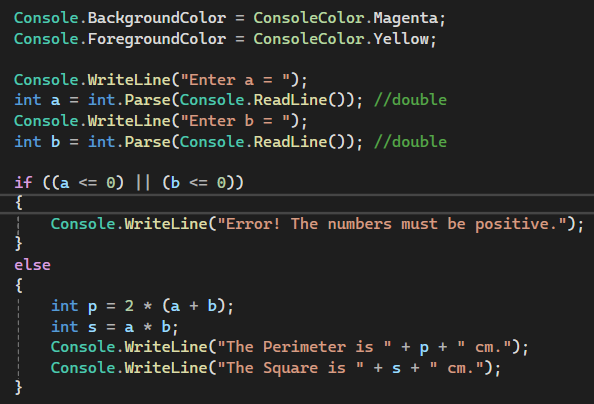 Console.BackgroundColor = ConsoleColor.Magenta;
Console.ForegroundColor = ConsoleColor.Yellow;

Console.WriteLine("Enter a = ");
int a = int.Parse(Console.ReadLine()); //double
Console.WriteLine("Enter b = ");
int b = int.Parse(Console.ReadLine()); //double

if ((a <= 0) || (b <= 0))
{
    Console.WriteLine("Error! The numbers must be positive.");
}
else
{
    int p = 2 * (a + b);
    int s = a * b;
    Console.WriteLine("The Perimeter is " + p + " cm.");
    Console.WriteLine("The Square is " + s + " cm.");
}